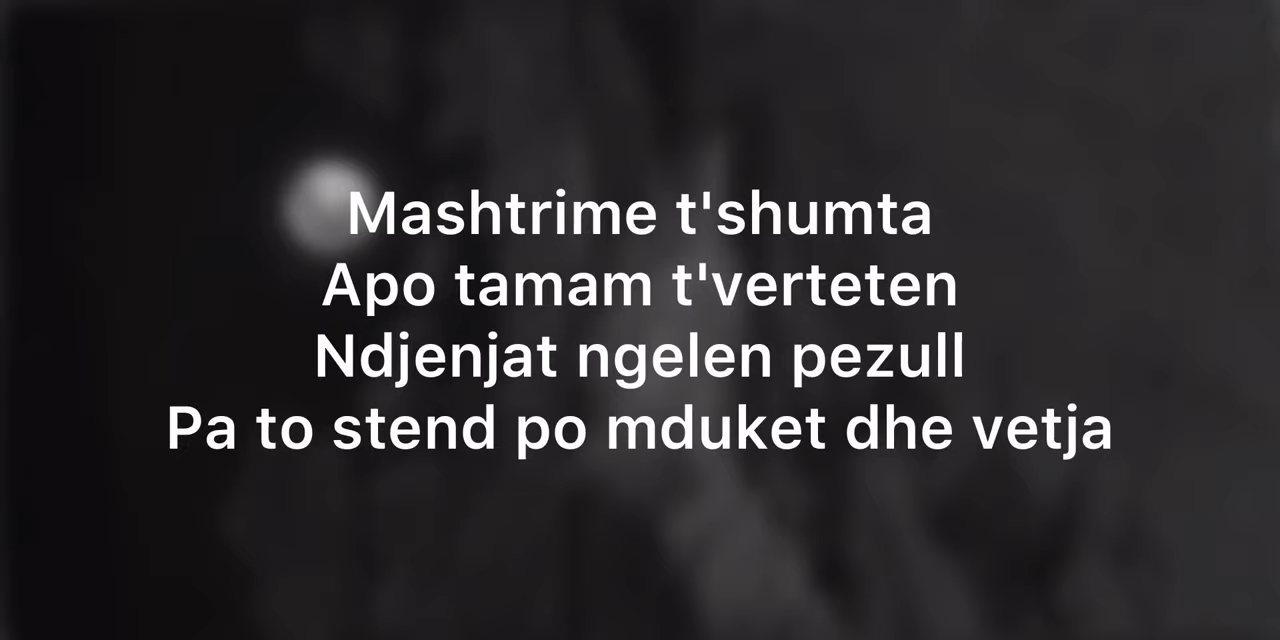 Mashtrime t'shumta
Apo tamam t'verteten
Ndjenjat ngelen pezull
Pa to stend po mduket dhe vetja